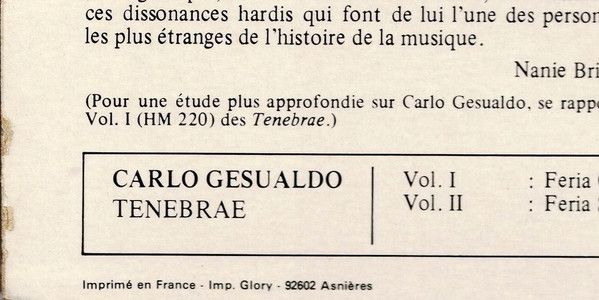 ces dissonances hardis qui font de lui l'une des person
les plus étranges de l'histoire de la musique.
Nanie Bri
(Pour une étude plus approfondie sur Carlo Gesualdo, se rappo
Vol. I (HM 220) des Tenebrae.)
CARLO GESUALDO
TENEBRAE
Vol. I : Feria
Vol. II : Feria
Imprimé en France - Imp. Glory - 92602 Asnières